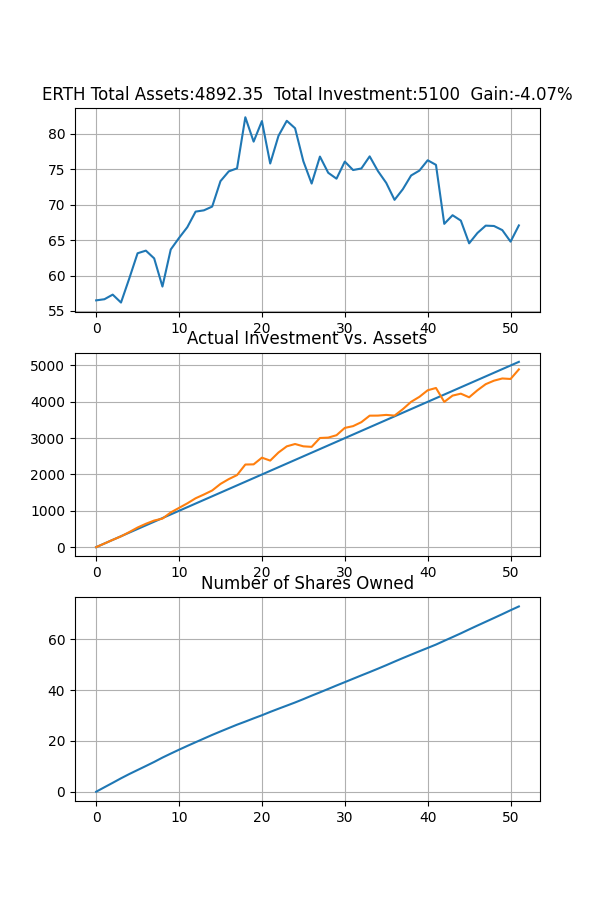 ERTH Total Assets:4892.35  Total Investment:5100  Gain:-4.07%
80
75
70
65
60
55
0 10 20 30 40 50
Actual Investment vs. Assets
5000
4000
3000
2000
1000
0
0 10 20 30 40 50
Number of Shares Owned
60
40
20
0
0 10 20 30 40 50